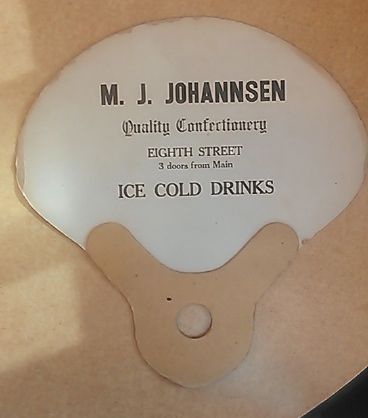 M. J. JOHANNSEN
Quality Confectionery
EIGHTH STREET
3 doors from Main
ICE COLD DRINKS